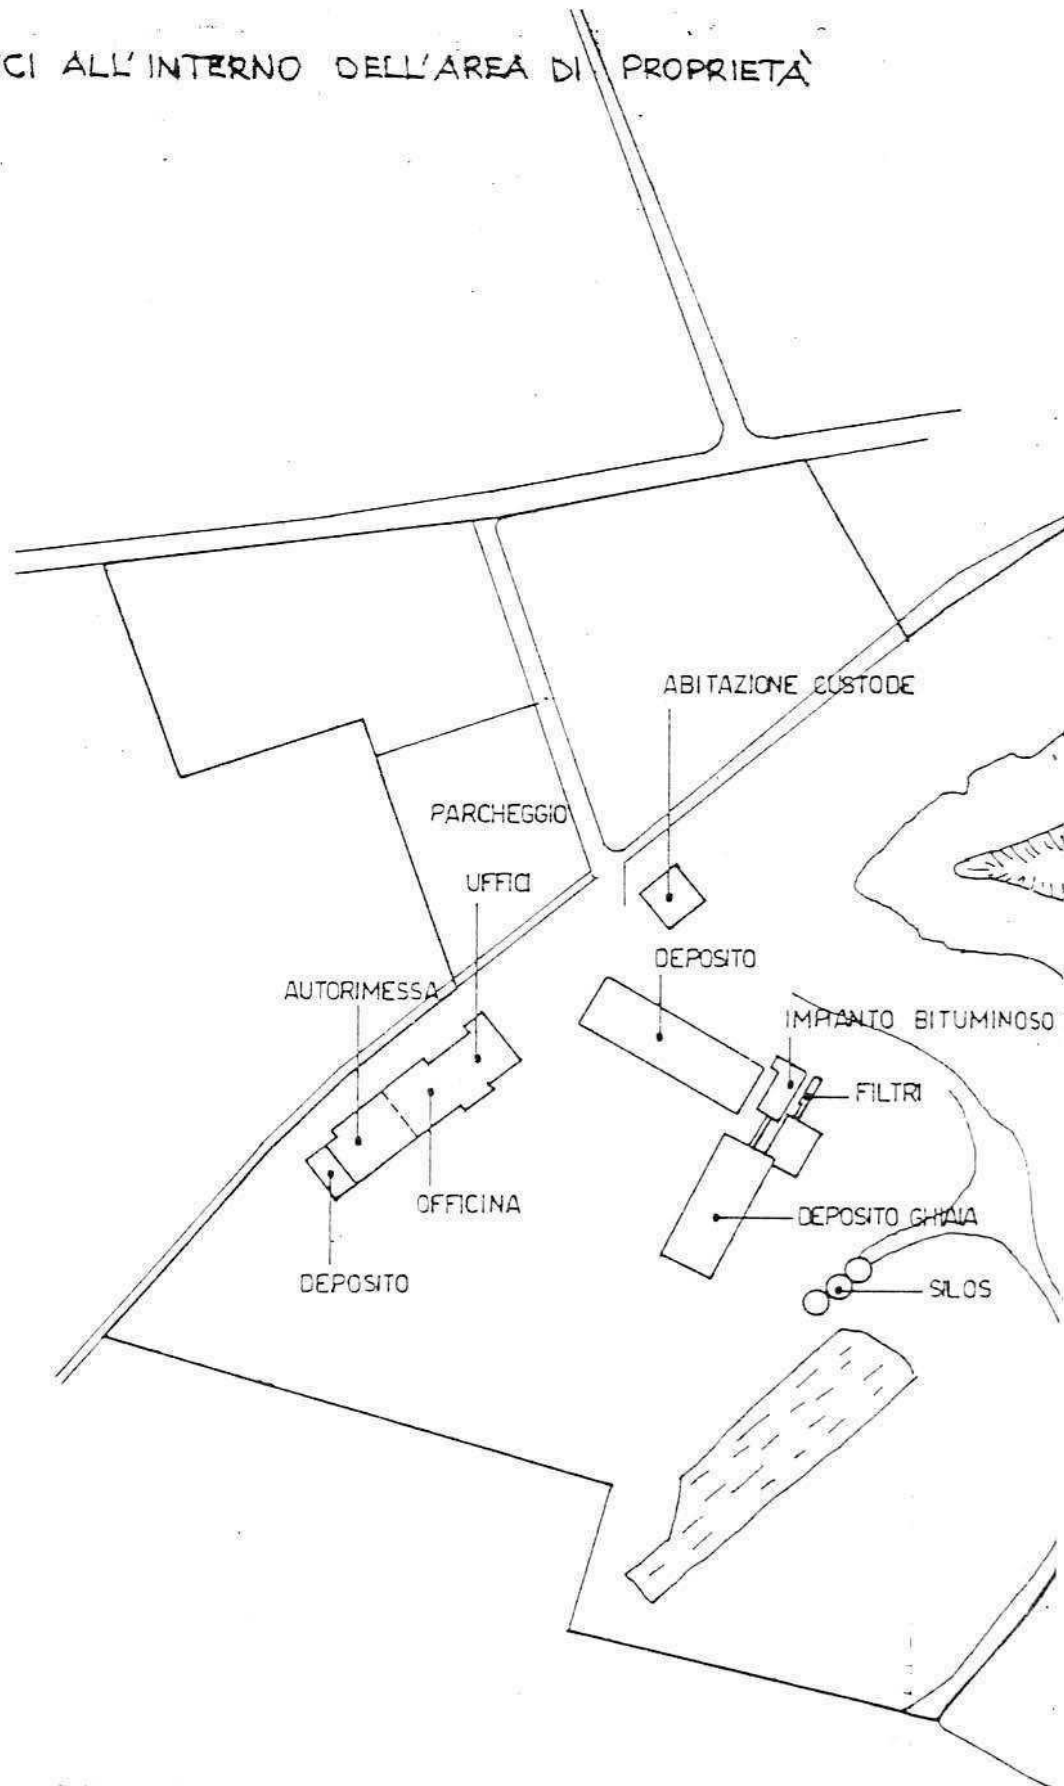 CI ALL'INTERNO DELL'AREA DI PROPRIETÀ
ABITAZIONE CUSTODE
PARCHEGGIO
UFFICI
DEPOSITO
AUTORIMESSA
IMPIANTO BITUMINOSO
FILTRI
OFFICINA
DEPOSITO GHIAIA
DEPOSITO
SILOS